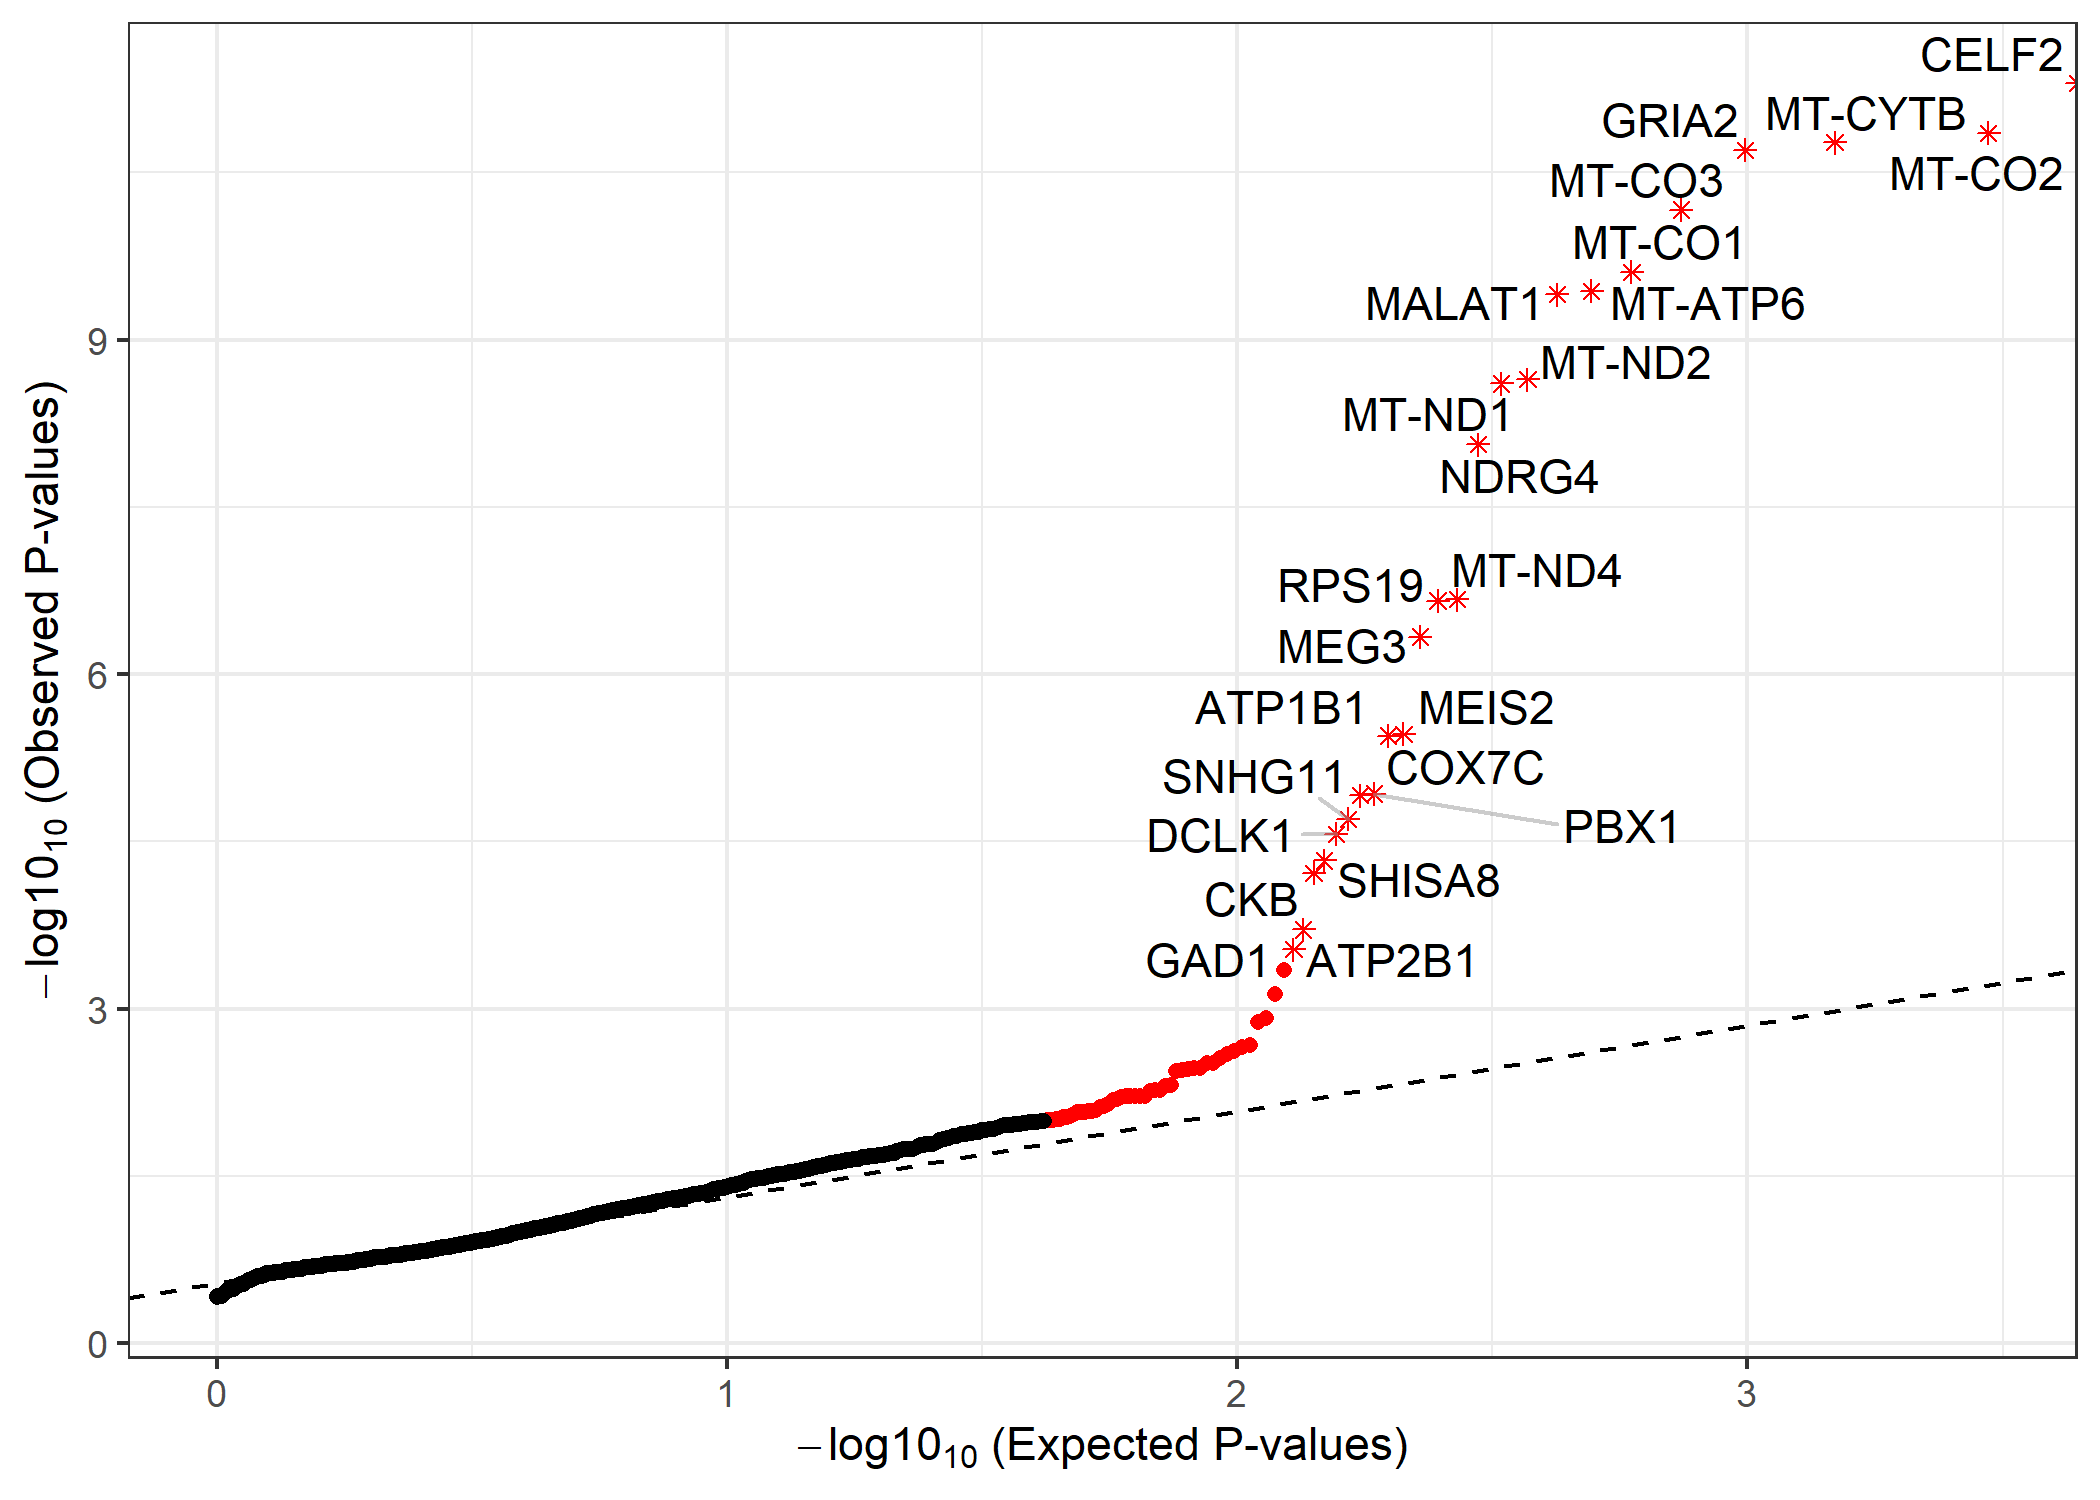 CELF2
GRIA2
MT-CYTB
MT-CO3
MT-CO2
MT-CO1
MALAT1
MT-ATP6
9
MT-ND2
MT-ND1
NDRG4
RPS19
MT-ND4
MEG3
6
ATP1B1
MEIS2
SNHG11
COX7C
DCLK1
PBX1
CKB
SHISA8
GAD1
ATP2B1
3
0
0
1
2
3
−log10₁₀ (Observed P-values)
−log10₁₀ (Expected P-values)